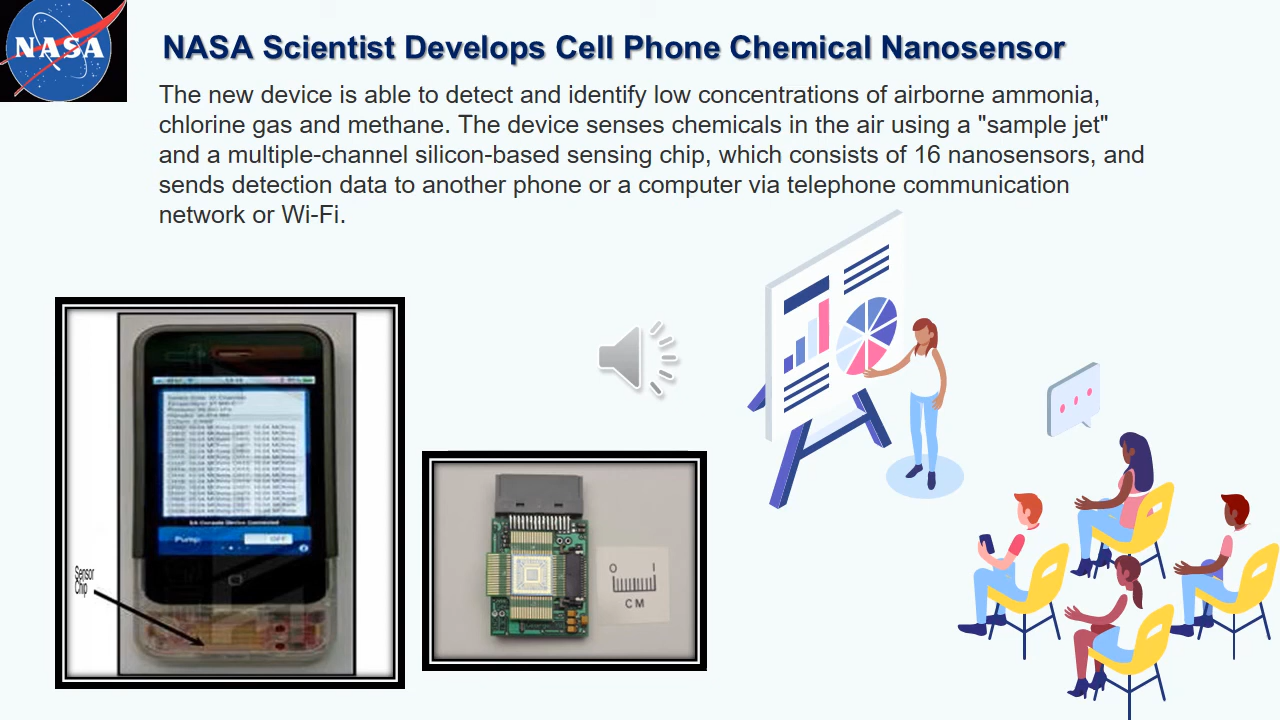 NASA
NASA Scientist Develops Cell Phone Chemical Nanosensor
The new device is able to detect and identify low concentrations of airborne ammonia,
chlorine gas and methane. The device senses chemicals in the air using a "sample jet"
and a multiple-channel silicon-based sensing chip, which consists of 16 nanosensors, and
sends detection data to another phone or a computer via telephone communication
network or Wi-Fi.
Pump:
OFF
Sensor
Chip
0 1
CM